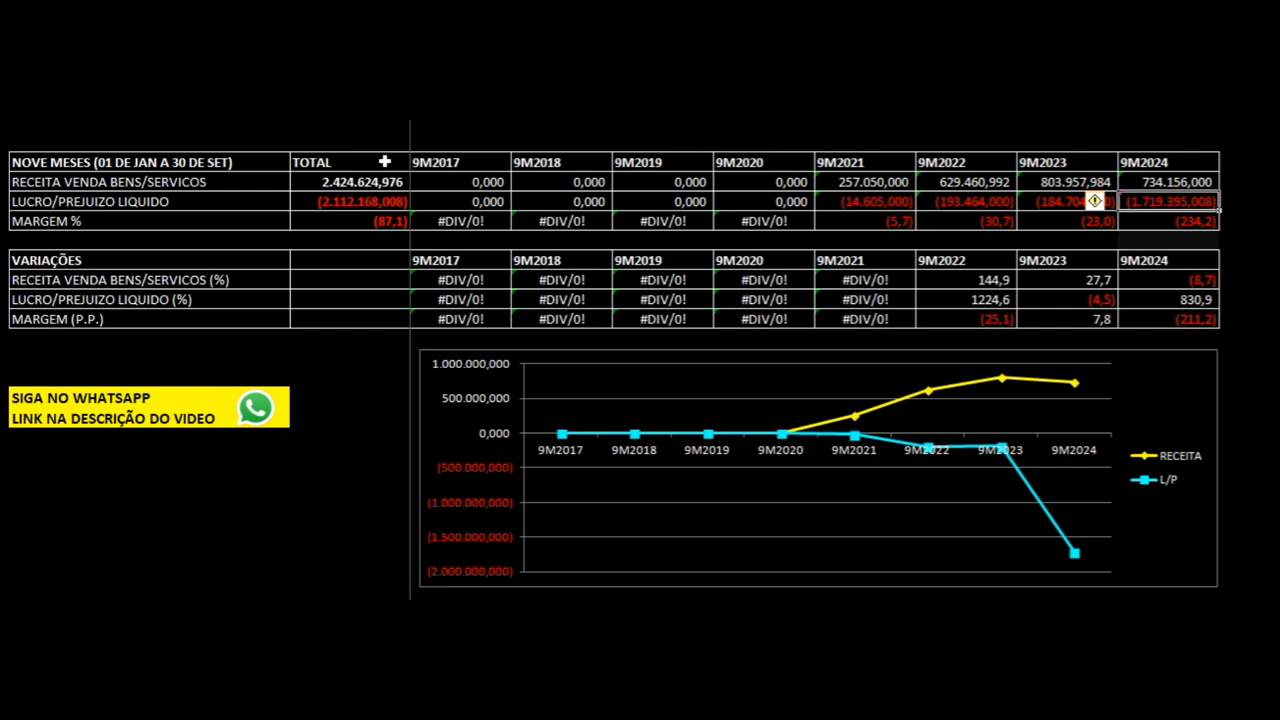 NOVE MESES (01 DE JAN A 30 DE SET) TOTAL 9M2017 9M2018 9M2019 9M2020 9M2021 9M2022 9M2023 9M2024
RECEITA VENDA BENS/SERVICOS 2.424.624,976 0,000 0,000 0,000 0,000 257.050,000 629.460,992 803.957,984 734.156,000
LUCRO/PREJUIZO LIQUIDO (2.112.168,008) 0,000 0,000 0,000 0,000 (14.605,000) (193.464,000) (1.719.395,008)
MARGEM % (87,1) #DIV/0! #DIV/0! #DIV/0! #DIV/0! (5,7) (30,7) (23,0) (234,2)
VARIAÇÕES 9M2017 9M2018 9M2019 9M2020 9M2021 9M2022 9M2023 9M2024
RECEITA VENDA BENS/SERVICOS (%) #DIV/0! #DIV/0! #DIV/0! #DIV/0! #DIV/0! 144,9 27,7 (8,7)
LUCRO/PREJUIZO LIQUIDO (%) #DIV/0! #DIV/0! #DIV/0! #DIV/0! #DIV/0! 1224,6 (4,5) 830,9
MARGEM (P.P.) #DIV/0! #DIV/0! #DIV/0! #DIV/0! #DIV/0! (25,1) 7,8 (211,2)
SIGA NO WHATSAPP
LINK NA DESCRIÇÃO DO VIDEO
1.000.000,000
500.000,000
0,000
(500.000,000)
(1.000.000,000)
(1.500.000,000)
(2.000.000,000)
9M2017 9M2018 9M2019 9M2020 9M2021 9M2022 9M2023 9M2024
RECEITA
L/P